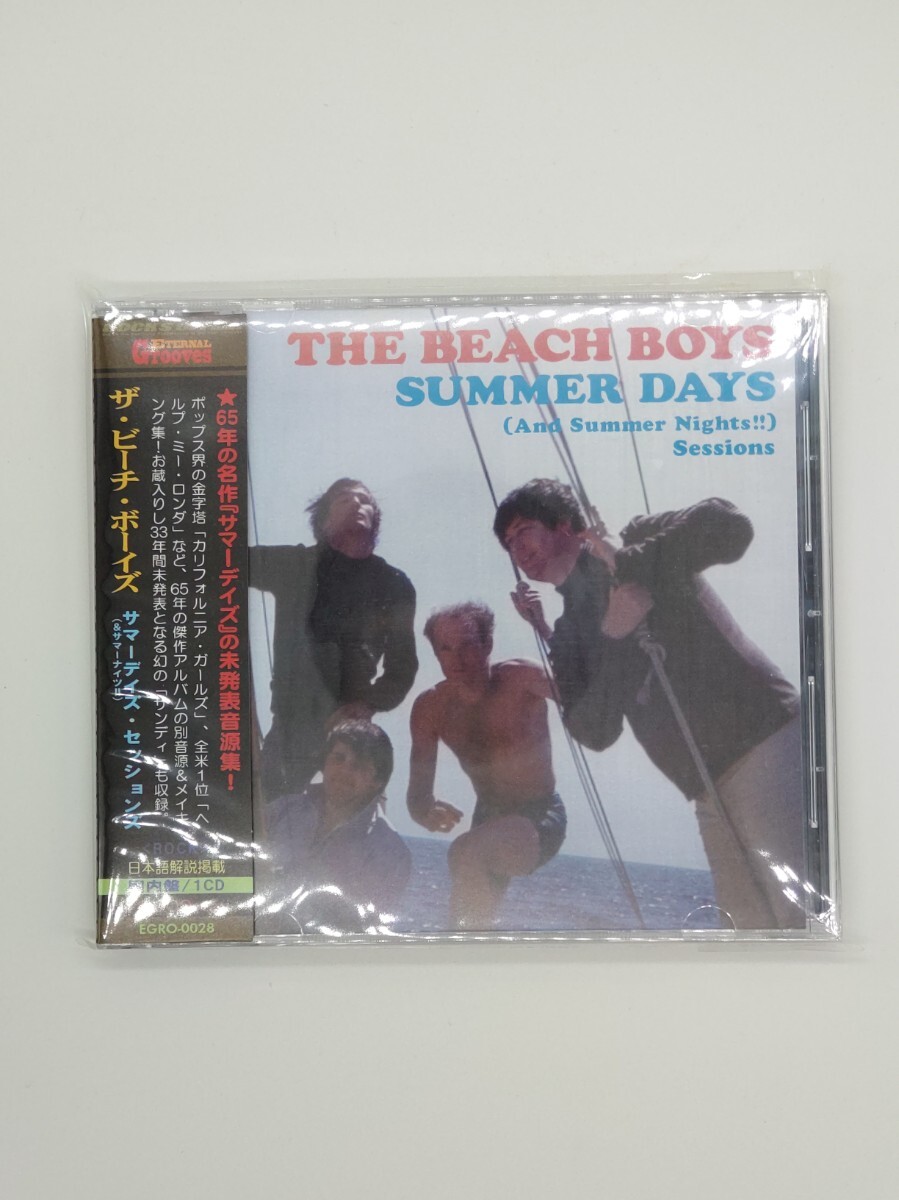 ETERNAL
Grooves
★65年の名作『サマーデイズ』の未発表音源集!
ポップス界の金字塔「カリフォルニア・ガールズ」、全米1位「ヘ
ルプ・ミー・ロンダ」など、65年の傑作アルバムの別音源&メイキ
ング集!お蔵入りし33年間未発表となる幻の「サンディ」も収録。
ザ・ビーチ・ボーイズ
サマーデイズ・セッションズ
(&サマーナイツ!!)
日本語解説掲載
国内盤/1CD
EGRO-0028
THE BEACH BOYS
SUMMER DAYS
(And Summer Nights!!)
Sessions